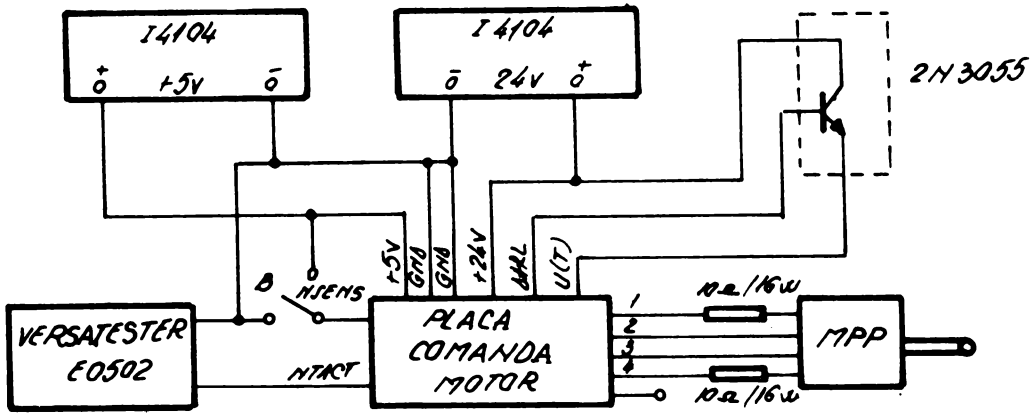 I4104
+ +5V -
I4104
- 24V +
2N3055
+5V
GND
GND
+24V
U(T)
B
NSENS
VERSATESTER
E0502
NTACT
PLACA
COMANDA
MOTOR
1
2
3
4
10Ω/16W
10Ω/16W
MPP